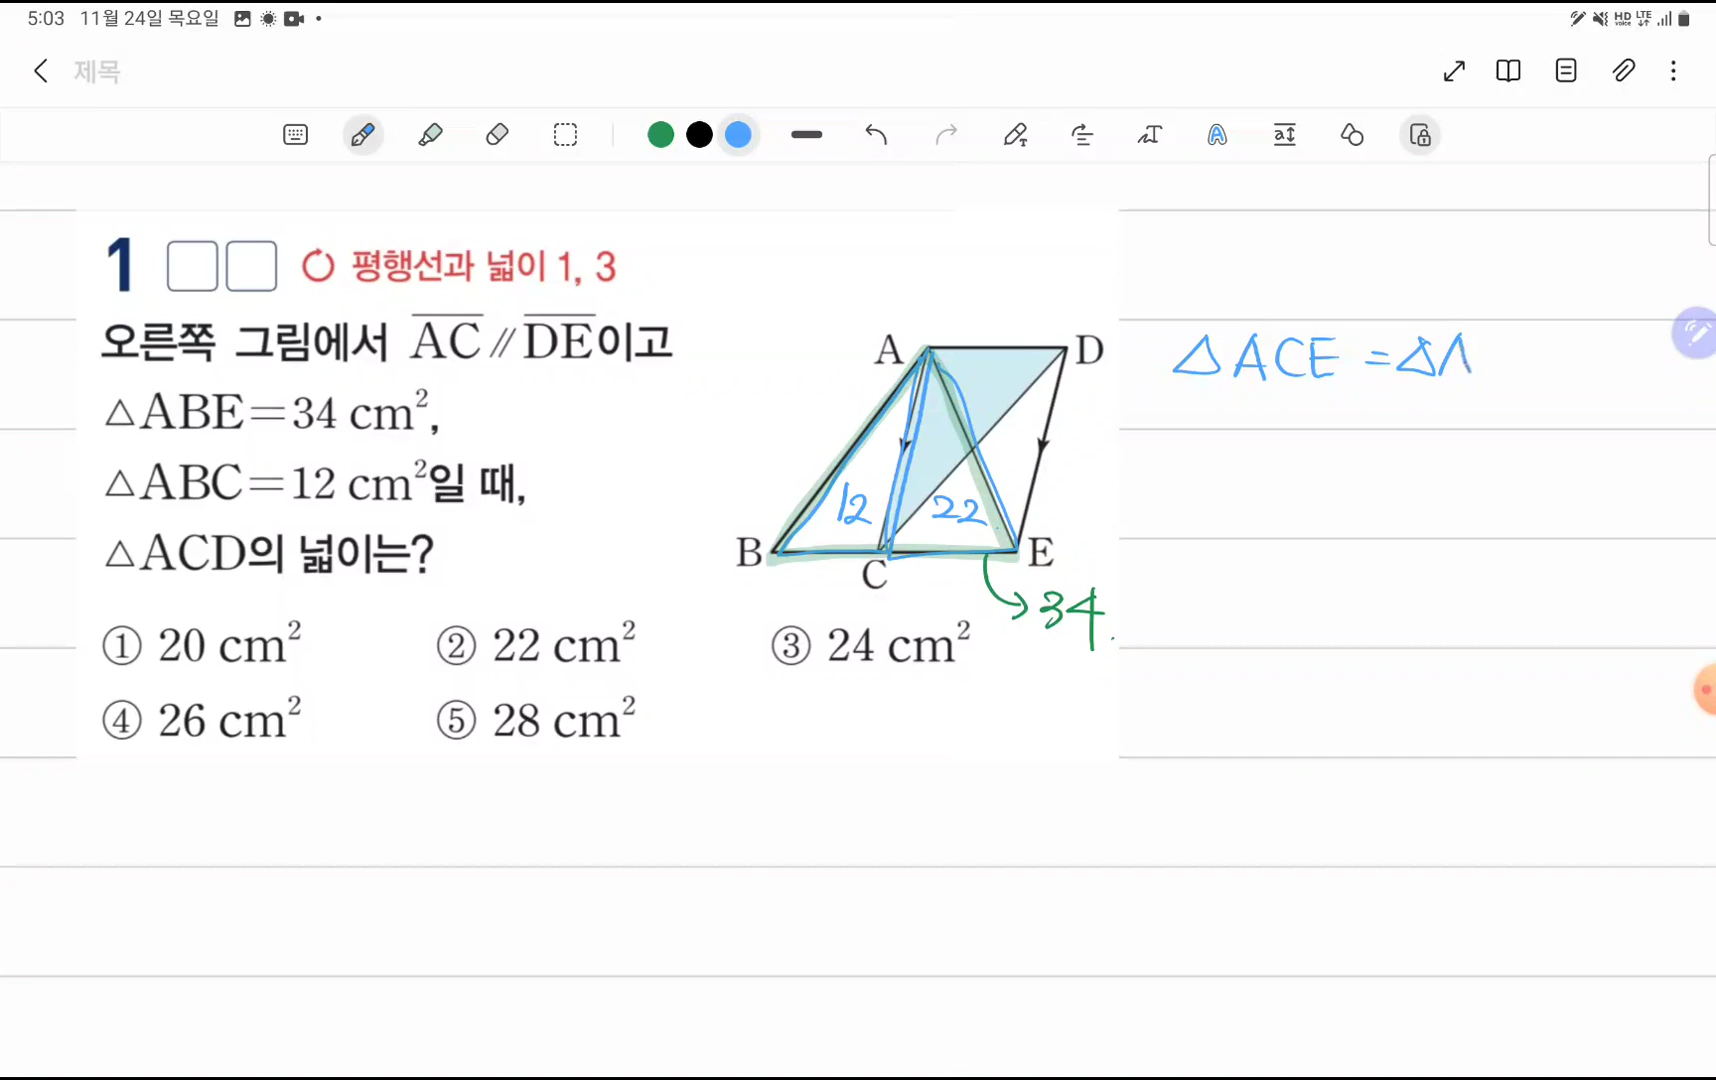 5:03 11월 24일 목요일
HD voice LTE
제목
1 평행선과 넓이 1, 3
오른쪽 그림에서 AC∥DE이고
△ABE=34 cm²,
△ABC=12 cm²일 때,
△ACD의 넓이는?
① 20 cm² ② 22 cm² ③ 24 cm²
④ 26 cm² ⑤ 28 cm²
A D
12 22
B C E
34.
△ACE =△